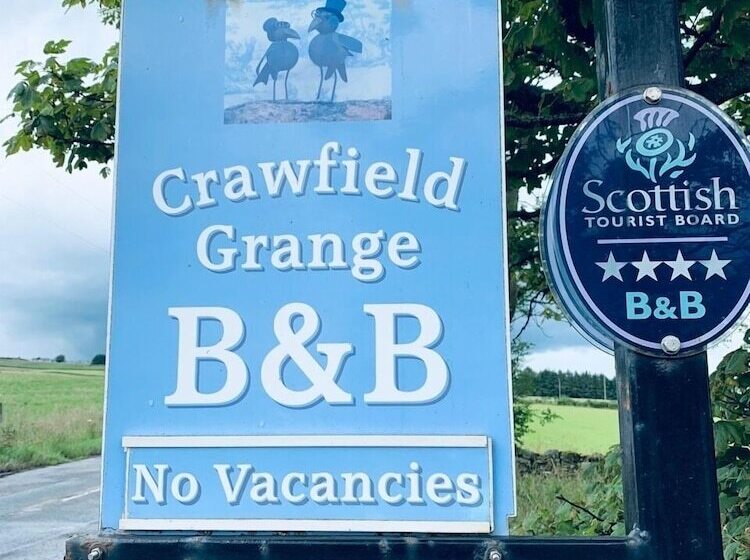 Crawfield
Grange
B&B
No Vacancies
Scottish
TOURIST BOARD
B&B